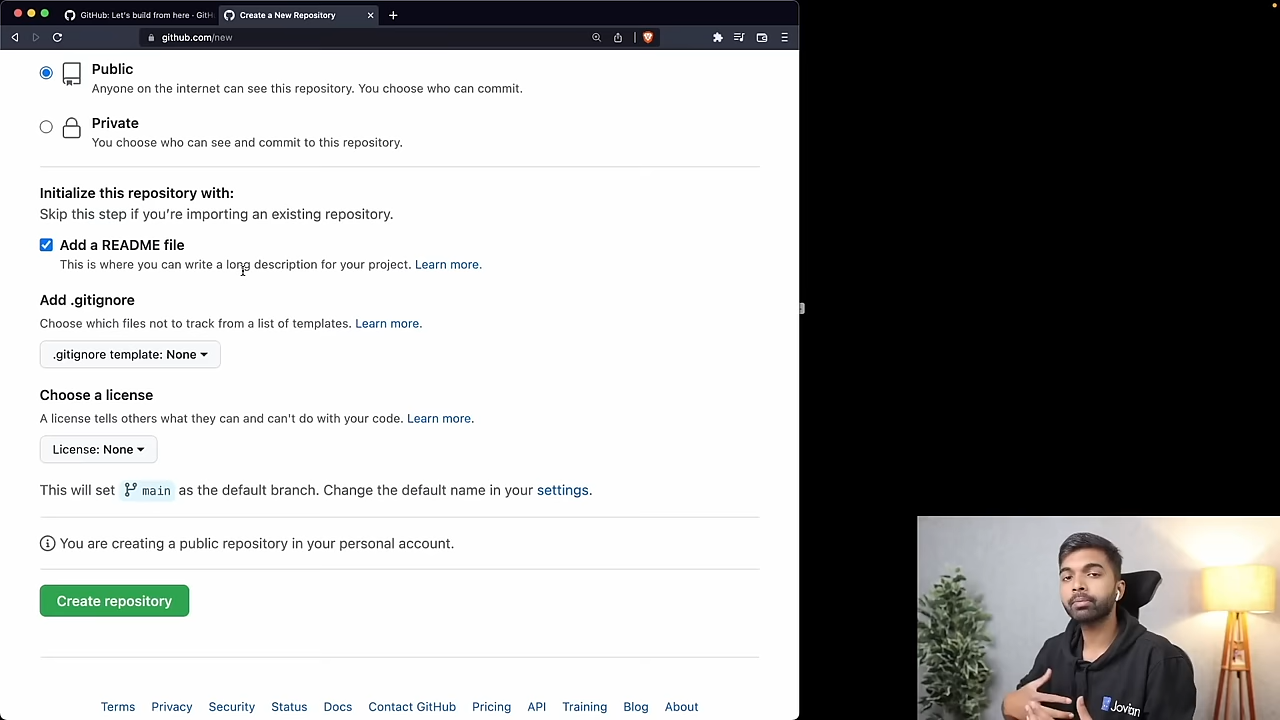 GitHub: Let's build from here · GitH
Create a New Repository
github.com/new
Public
Anyone on the internet can see this repository. You choose who can commit.
Private
You choose who can see and commit to this repository.
Initialize this repository with:
Skip this step if you're importing an existing repository.
Add a README file
This is where you can write a long description for your project. Learn more.
Add .gitignore
Choose which files not to track from a list of templates. Learn more.
.gitignore template: None
Choose a license
A license tells others what they can and can't do with your code. Learn more.
License: None
This will set main as the default branch. Change the default name in your settings.
You are creating a public repository in your personal account.
Create repository
Terms Privacy Security Status Docs Contact GitHub Pricing API Training Blog About
Jovian